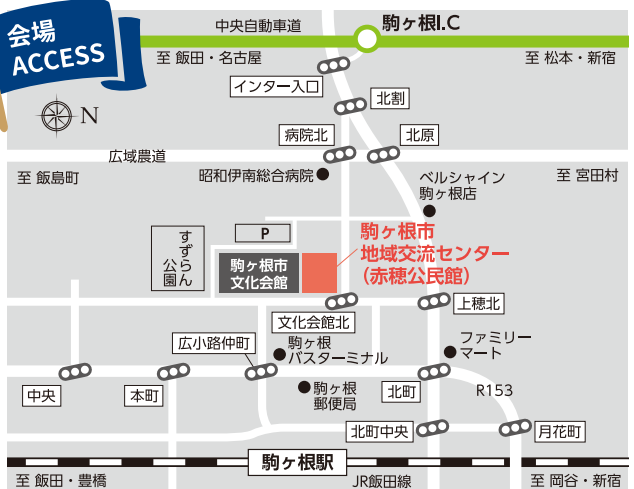 会場
ACCESS
中央自動車道
駒ヶ根I.C
至 飯田・名古屋
至 松本・新宿
インター入口
N
北割
病院北
北原
広域農道
至 飯島町
昭和伊南総合病院
至 宮田村
ベルシャイン
駒ヶ根店
すずらん
公園
P
駒ヶ根市
文化会館
駒ヶ根市
地域交流センター
(赤穂公民館)
文化会館北
上穂北
広小路仲町
駒ヶ根
バスターミナル
ファミリー
マート
中央
本町
駒ヶ根
郵便局
北町
R153
北町中央
月花町
駒ヶ根駅
至 飯田・豊橋
JR飯田線
至 岡谷・新宿